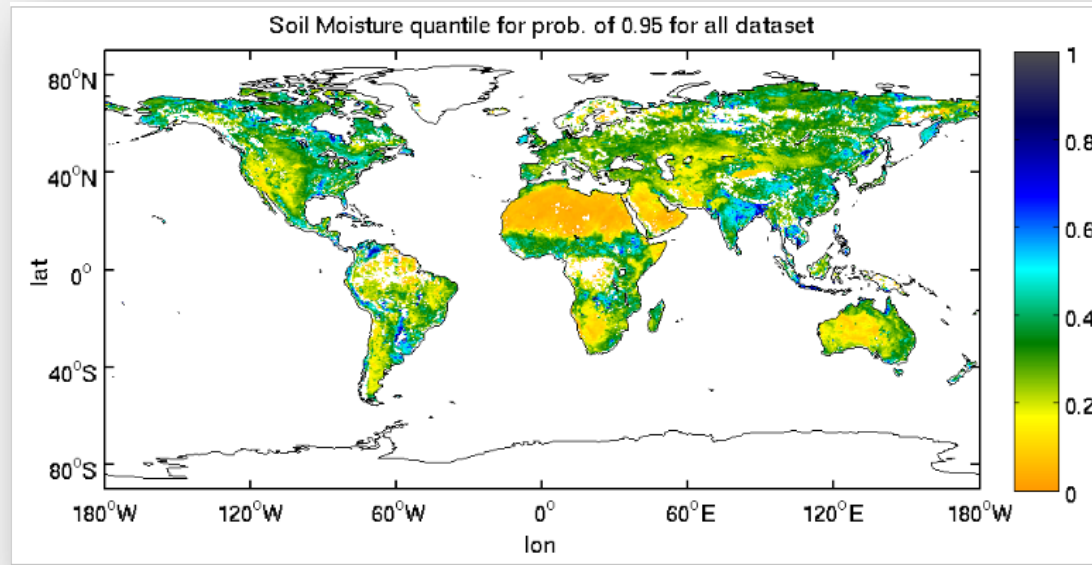 Soil Moisture quantile for prob. of 0.95 for all dataset
80°N
40°N
0°
40°S
80°S
lat
180°W 120°W 60°W 0° 60°E 120°E 180°W
lon
1
0.8
0.6
0.4
0.2
0